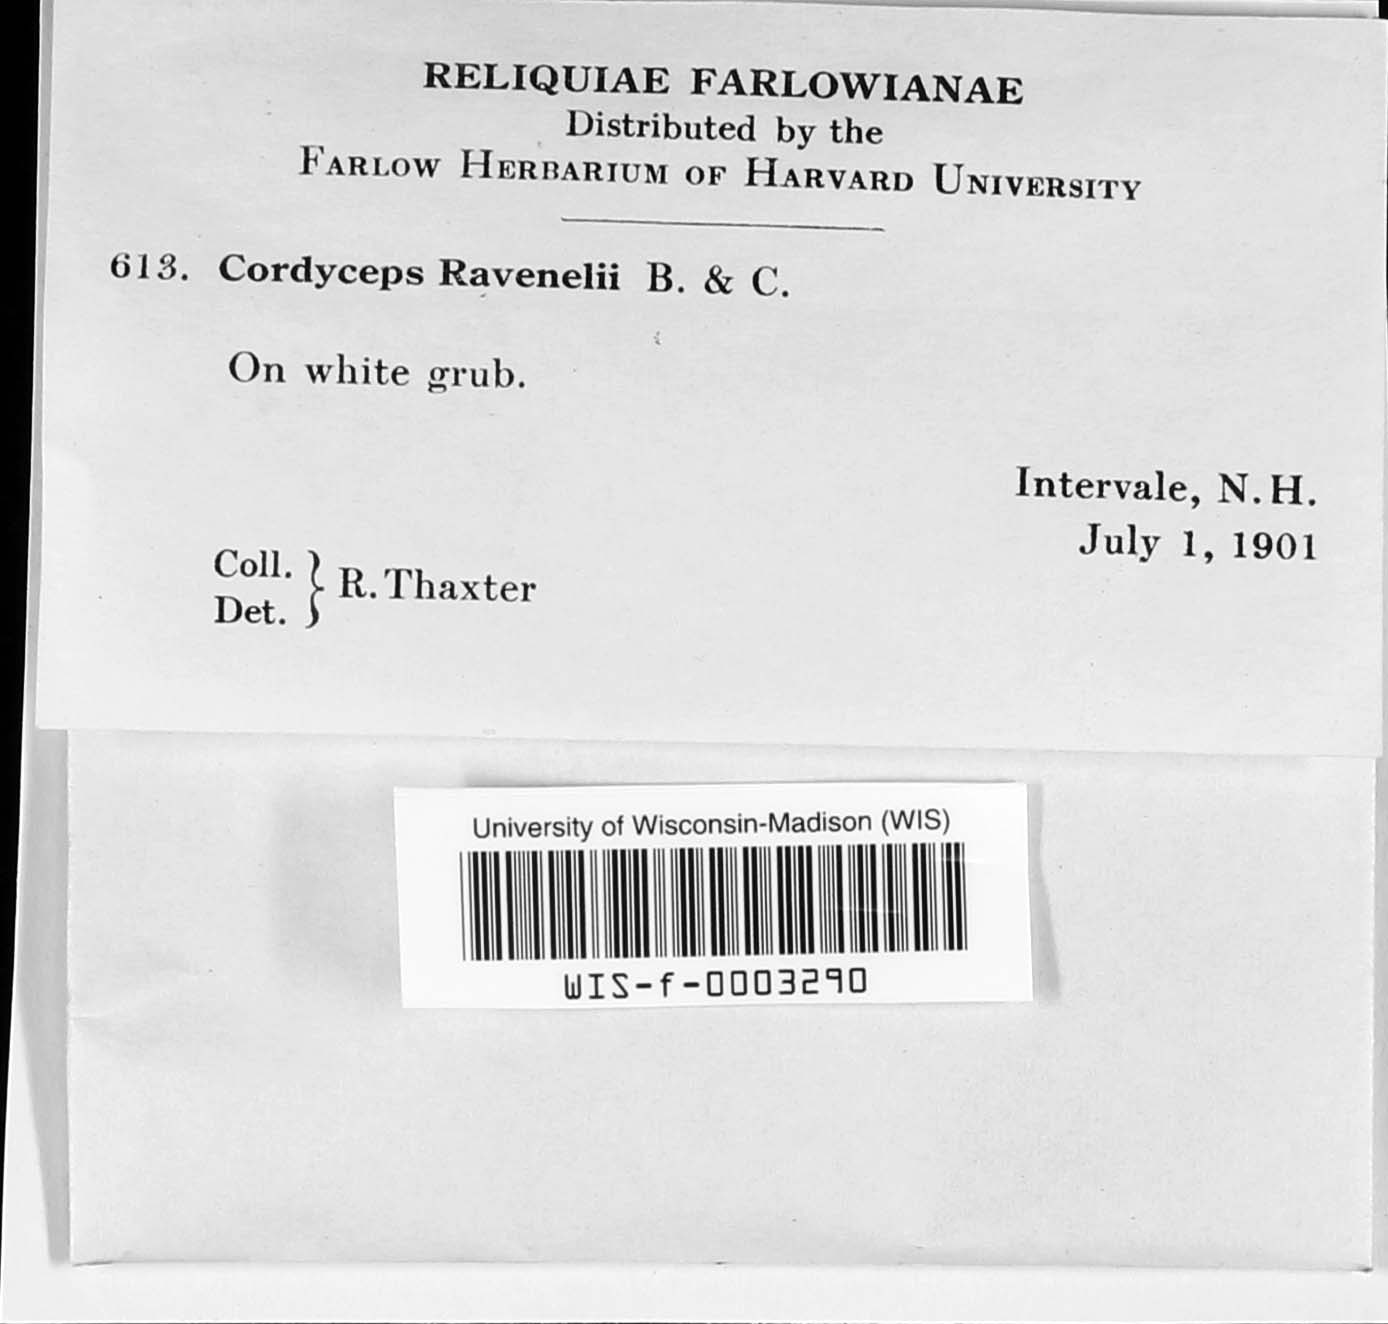 RELIQUIAE FARLOWIANAE
Distributed by the
FARLOW HERBARIUM OF HARVARD UNIVERSITY
613. Cordyceps Ravenelii B. & C.
On white grub.
Intervale, N.H.
July 1, 1901
Coll. } R. Thaxter
Det.
University of Wisconsin-Madison (WIS)
WIS-f-0003290